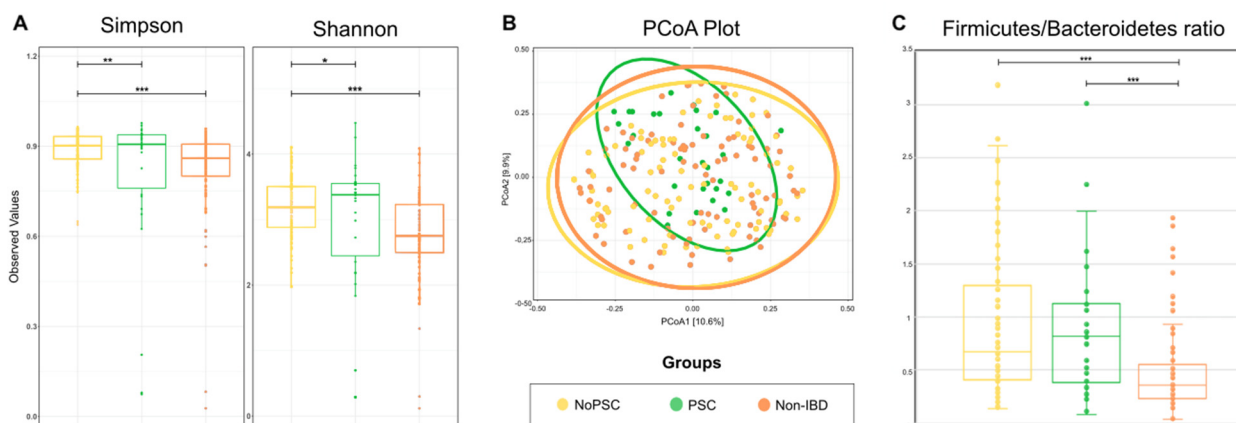 A
Simpson
Shannon
Observed Values
1.2
0.9
0.6
0.3
0.0
**
***
4
2
0
*
***
B
PCoA Plot
PCoA2 [9.9%]
0.50
0.25
0.00
-0.25
-0.50
-0.50
-0.25
0.00
0.25
0.50
PCoA1 [10.6%]
Groups
NoPSC
PSC
Non-IBD
C
Firmicutes/Bacteroidetes ratio
3.5
3
2.5
2
1.5
1
0.5
***
***